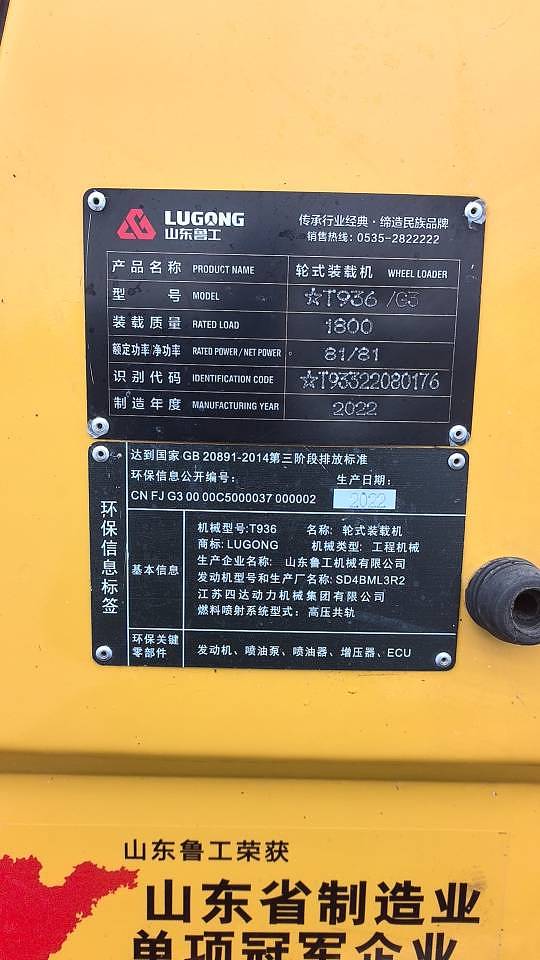 LUGONG
山东鲁工
传承行业经典·缔造民族品牌
销售热线：0535-2822222
产品名称 PRODUCT NAME 轮式装载机 WHEEL LOADER
型号 MODEL ☆T936 /G3
装载质量 RATED LOAD 1800
额定功率/净功率 RATED POWER/NET POWER 81/81
识别代码 IDENTIFICATION CODE ☆T93322080176
制造年度 MANUFACTURING YEAR 2022
环保信息标签
达到国家 GB 20891-2014第三阶段排放标准
环保信息公开编号： 生产日期：
CN FJ G3 00 00C5000037 000002 2022
基本信息
机械型号:T936 名称: 轮式装载机
商标: LUGONG 机械类型: 工程机械
生产企业名称： 山东鲁工机械有限公司
发动机型号和生产厂名称: SD4BML3R2
江苏四达动力机械集团有限公司
燃料喷射系统型式: 高压共轨
环保关键
零部件
发动机、喷油泵、喷油器、增压器、ECU
山东鲁工荣获
山东省制造业
单项冠军企业